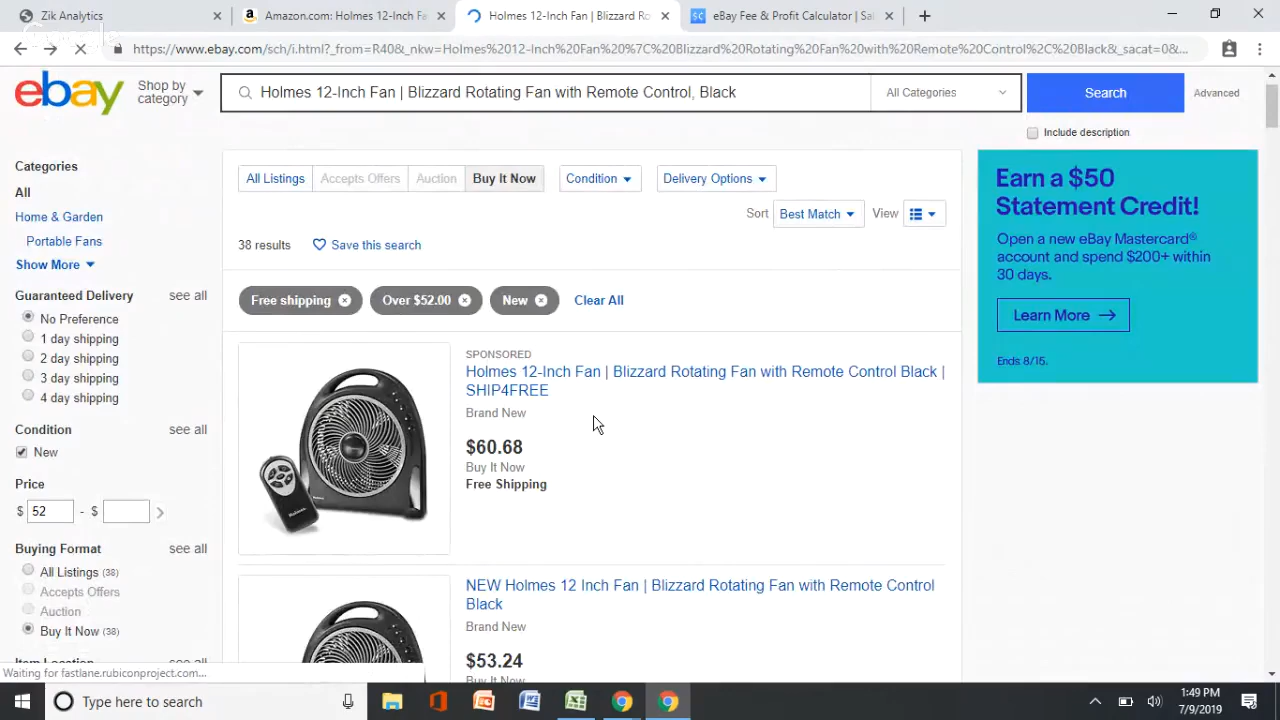 Zik Analytics
Amazon.com: Holmes 12-Inch Fa
Holmes 12-Inch Fan | Blizzard Ro
eBay Fee & Profit Calculator | Sal
https://www.ebay.com/sch/i.html?_from=R40&_nkw=Holmes%2012-Inch%20Fan%20%7C%20Blizzard%20Rotating%20Fan%20with%20Remote%20Control%2C%20Black&_sacat=0&...
ebay
Shop by
category
Holmes 12-Inch Fan | Blizzard Rotating Fan with Remote Control, Black
All Categories
Search
Advanced
Include description
Categories
All
Home & Garden
Portable Fans
Show More
Guaranteed Delivery see all
No Preference
1 day shipping
2 day shipping
3 day shipping
4 day shipping
Condition see all
New
Price
$ 52 - $
Buying Format see all
All Listings (38)
Accepts Offers
Auction
Buy It Now (38)
Item Location see all
Waiting for fastlane.rubiconproject.com...
All Listings Accepts Offers Auction Buy It Now Condition Delivery Options
Sort Best Match View
38 results Save this search
Free shipping Over $52.00 New Clear All
SPONSORED
Holmes 12-Inch Fan | Blizzard Rotating Fan with Remote Control Black |
SHIP4FREE
Brand New
$60.68
Buy It Now
Free Shipping
NEW Holmes 12 Inch Fan | Blizzard Rotating Fan with Remote Control
Black
Brand New
$53.24
Buy It Now
Earn a $50
Statement Credit!
Open a new eBay Mastercard®
account and spend $200+ within
30 days.
Learn More
Ends 8/15.
Type here to search
1:49 PM
7/9/2019